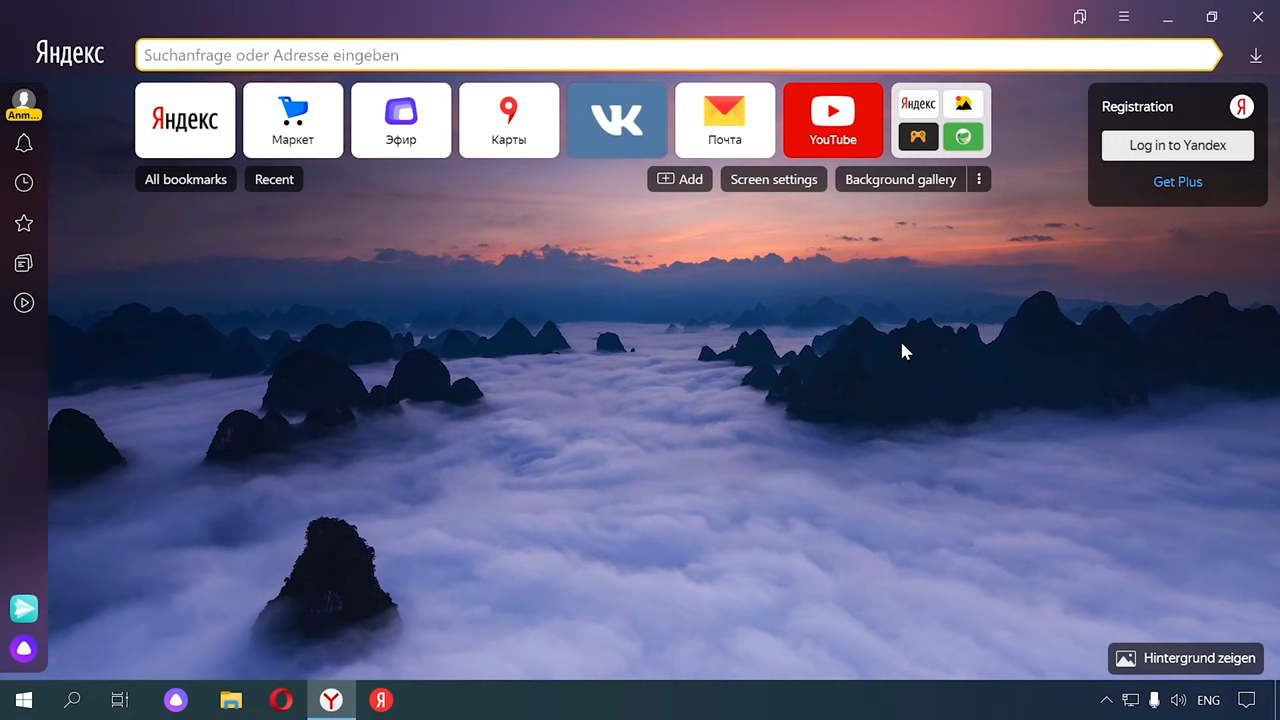 Яндекс
Suchanfrage oder Adresse eingeben
Anm...
Яндекс
Маркет
Эфир
Карты
Почта
YouTube
Яндекс
All bookmarks
Recent
Add
Screen settings
Background gallery
Registration
Я
Log in to Yandex
Get Plus
Hintergrund zeigen
Я
ENG